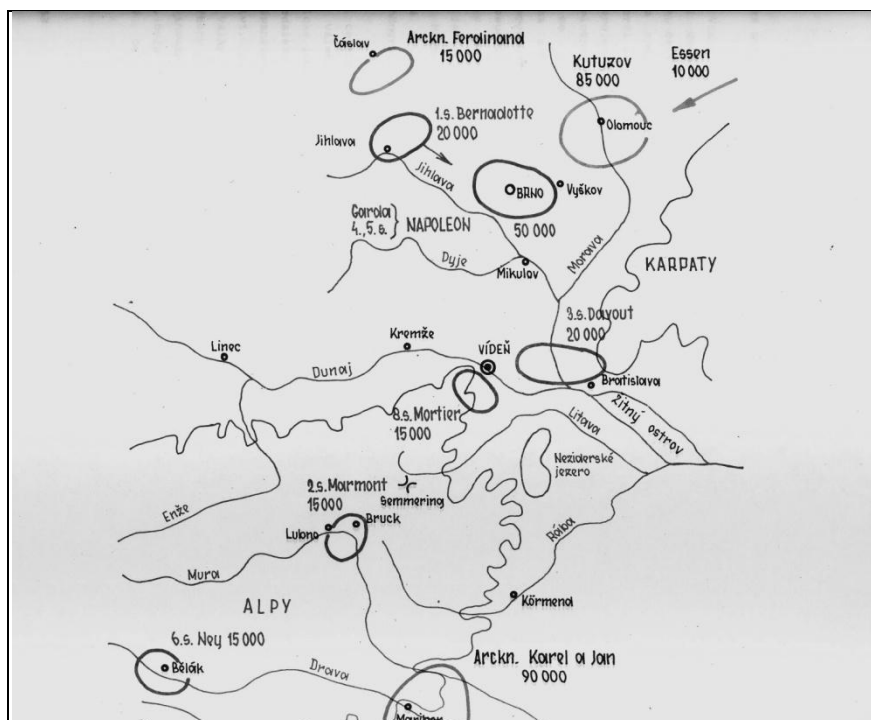 Čáslav
Arckn. Ferdinand
15 000
Kutuzov
85 000
Essen
10 000
1.s. Bernadotte
20 000
Jihlava
Olomouc
Jihlava
BRNO
Vyškov
Garda
4.,5. s.
NAPOLEON
50 000
Dyje
Mikulov
Morava
KARPATY
3.s. Davout
20 000
Linec
Kremže
VÍDEŇ
Dunaj
Bratislava
8.s. Mortier
15 000
Žitný ostrov
Litava
Neziderské
jezero
2.s. Marmont
15 000
Semmering
Bruck
Lubno
Enže
Rába
Mura
Körmend
ALPY
6.s. Ney 15 000
Bělák
Drava
Arckn. Karel a Jan
90 000
Maribor